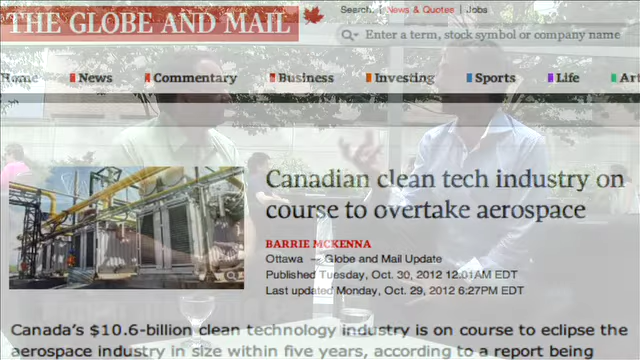 THE GLOBE AND MAIL
Search: | News & Quotes | Jobs
Enter a term, stock symbol or company name
Home News Commentary Business Investing Sports Life Art
Canadian clean tech industry on
course to overtake aerospace
BARRIE MCKENNA
Ottawa — Globe and Mail Update
Published Tuesday, Oct. 30, 2012 12:01AM EDT
Last updated Monday, Oct. 29, 2012 6:27PM EDT
Canada's $10.6-billion clean technology industry is on course to eclipse the
aerospace industry in size within five years, according to a report being